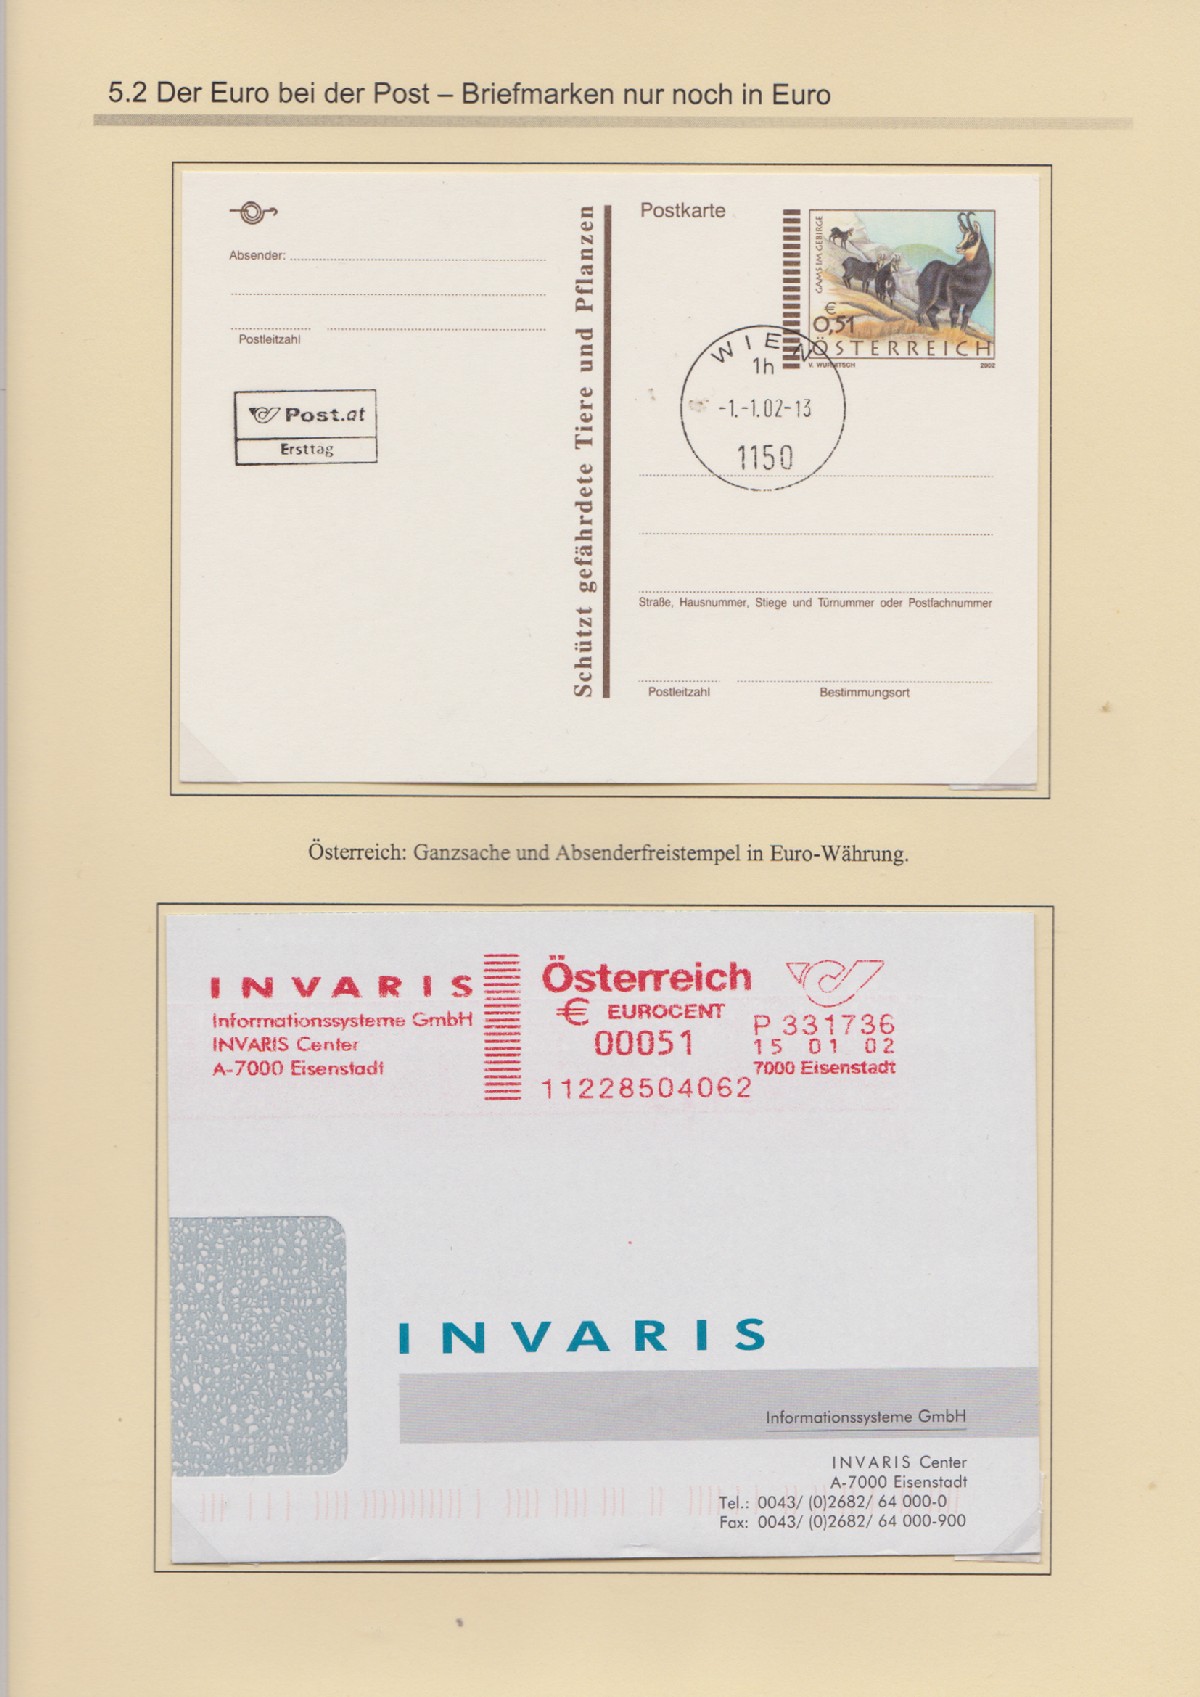 5.2 Der Euro bei der Post – Briefmarken nur noch in Euro
Absender:
Postleitzahl
Post.at
Ersttag
Schützt gefährdete Tiere und Pflanzen
Postkarte
GAMS IM GEBIRGE
€
0,51
ÖSTERREICH
2002
WIEN
1h
-1.-1.02-13
1150
Straße, Hausnummer, Stiege und Türnummer oder Postfachnummer
Postleitzahl
Bestimmungsort
Österreich: Ganzsache und Absenderfreistempel in Euro-Währung.
INVARIS
Informationssysteme GmbH
INVARIS Center
A-7000 Eisenstadt
Österreich
€ EUROCENT
00051
11228504062
P 331736
15 01 02
7000 Eisenstadt
INVARIS
Informationssysteme GmbH
INVARIS Center
A-7000 Eisenstadt
Tel.: 0043/ (0)2682/ 64 000-0
Fax: 0043/ (0)2682/ 64 000-900